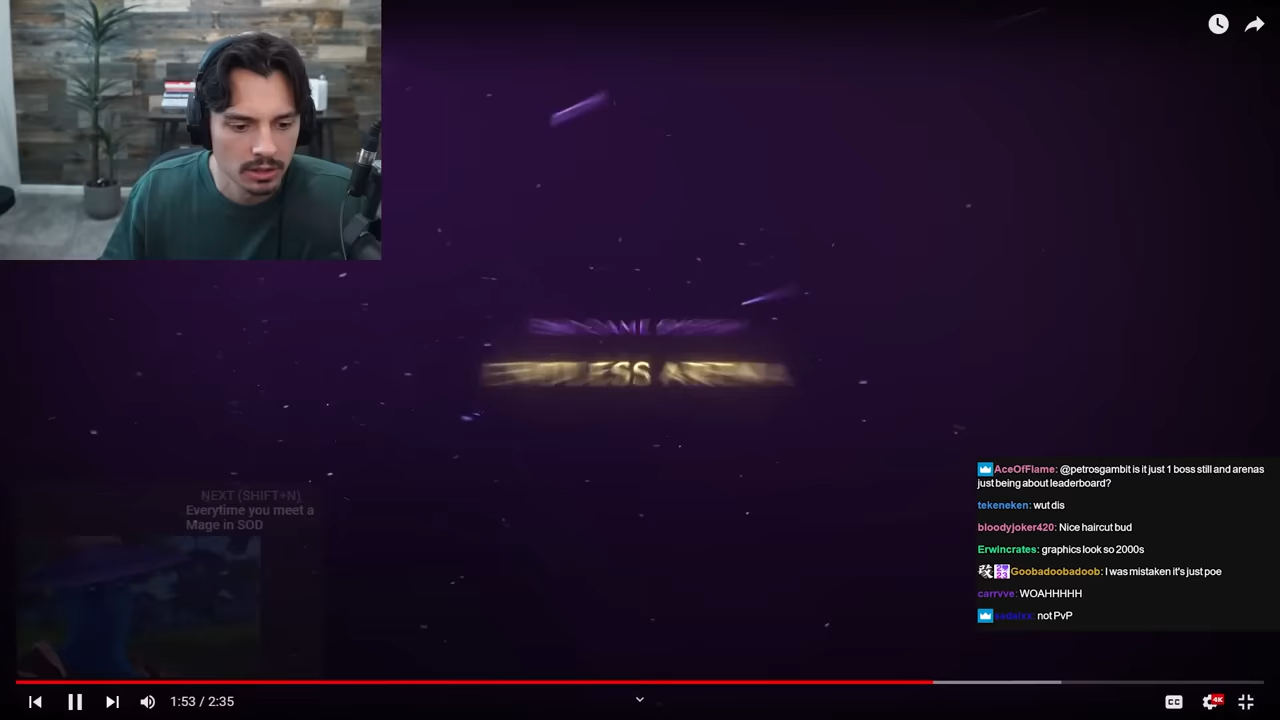 NEXT (SHIFT+N)
Everytime you meet a
Mage in SOD
AceOfFlame: @petrosgambit is it just 1 boss still and arenas
just being about leaderboard?
tekeneken: wut dis
bloodyjoker420: Nice haircut bud
Erwincrates: graphics look so 2000s
Goobadoobadoob: I was mistaken it's just poe
carrvve: WOAHHHHH
not PvP
1:53 / 2:35
CC
4K